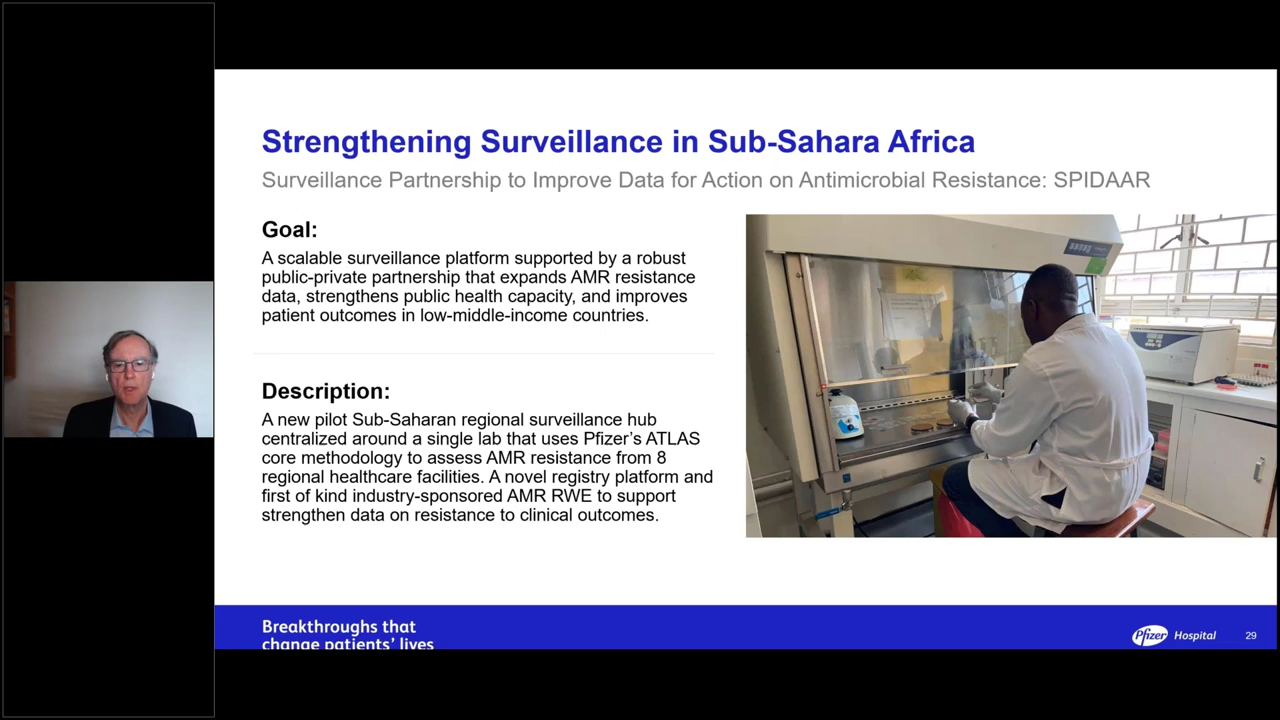 Strengthening Surveillance in Sub-Sahara Africa
Surveillance Partnership to Improve Data for Action on Antimicrobial Resistance: SPIDAAR
Goal:
A scalable surveillance platform supported by a robust
public-private partnership that expands AMR resistance
data, strengthens public health capacity, and improves
patient outcomes in low-middle-income countries.
Description:
A new pilot Sub-Saharan regional surveillance hub
centralized around a single lab that uses Pfizer’s ATLAS
core methodology to assess AMR resistance from 8
regional healthcare facilities. A novel registry platform and
first of kind industry-sponsored AMR RWE to support
strengthen data on resistance to clinical outcomes.
Breakthroughs that
change patients’ lives
Pfizer Hospital 29